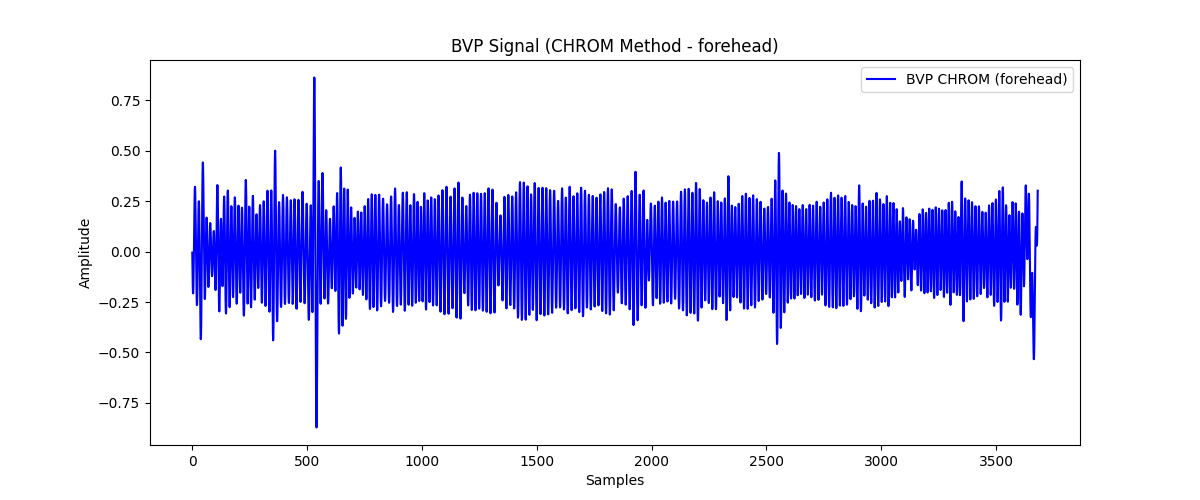 BVP Signal (CHROM Method - forehead)
BVP CHROM (forehead)
Amplitude
0.75
0.50
0.25
0.00
−0.25
−0.50
−0.75
0 500 1000 1500 2000 2500 3000 3500
Samples